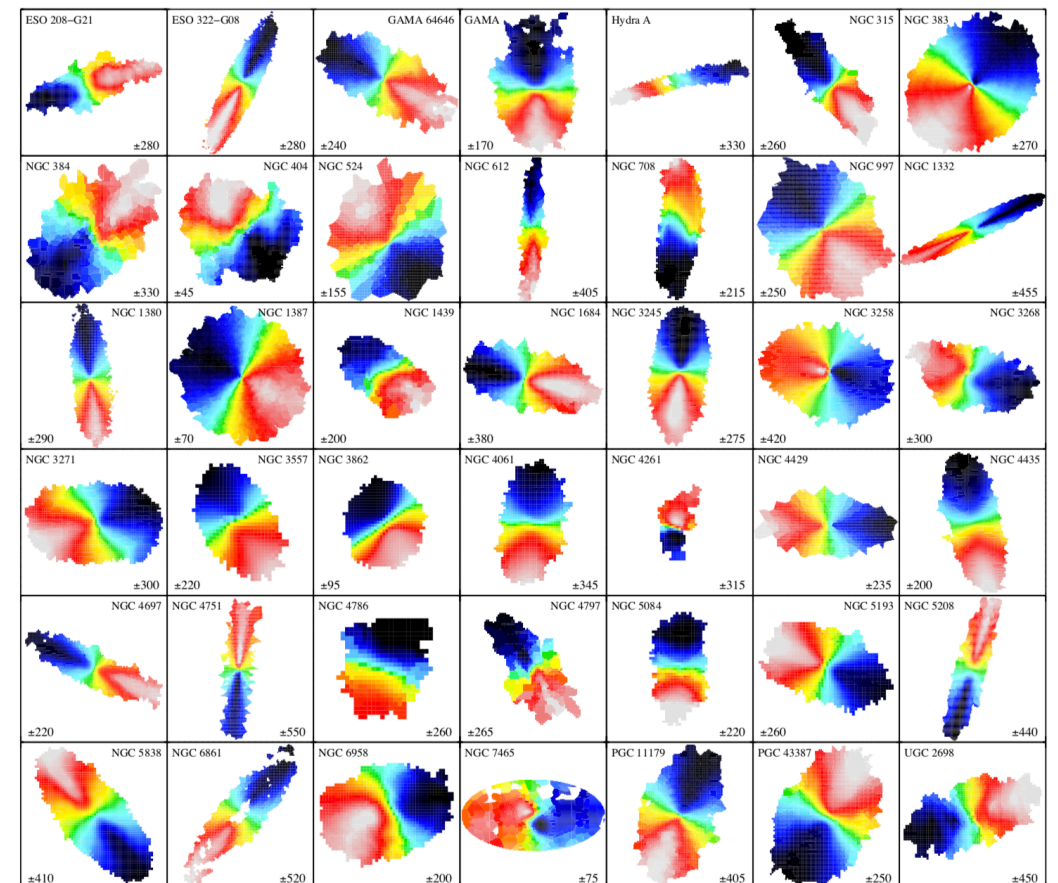 ESO 208−G21
±280
ESO 322−G08
±280
GAMA 64646
±240
GAMA
±170
Hydra A
±330
NGC 315
±260
NGC 383
±270
NGC 384
±330
NGC 404
±45
NGC 524
±155
NGC 612
±405
NGC 708
±215
NGC 997
±250
NGC 1332
±455
NGC 1380
±290
NGC 1387
±70
NGC 1439
±200
NGC 1684
±380
NGC 3245
±275
NGC 3258
±420
NGC 3268
±300
NGC 3271
±300
NGC 3557
±220
NGC 3862
±95
NGC 4061
±345
NGC 4261
±315
NGC 4429
±235
NGC 4435
±200
NGC 4697
±220
NGC 4751
±550
NGC 4786
±260
NGC 4797
±265
NGC 5084
±220
NGC 5193
±260
NGC 5208
±440
NGC 5838
±410
NGC 6861
±520
NGC 6958
±200
NGC 7465
±75
PGC 11179
±405
PGC 43387
±250
UGC 2698
±450